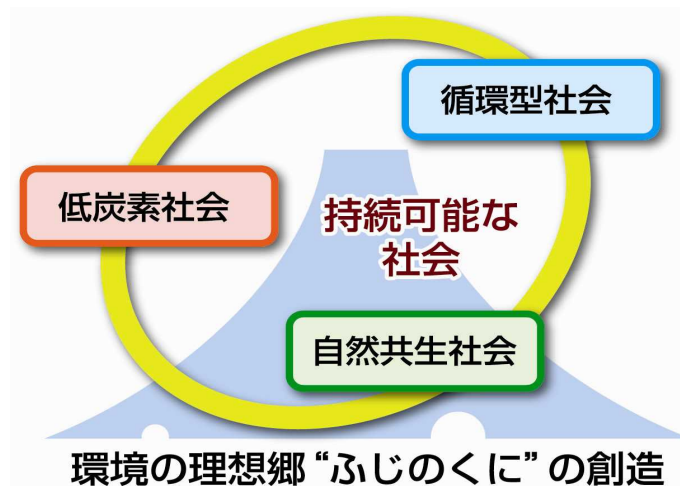 循環型社会
低炭素社会
持続可能な
社会
自然共生社会
環境の理想郷“ふじのくに”の創造